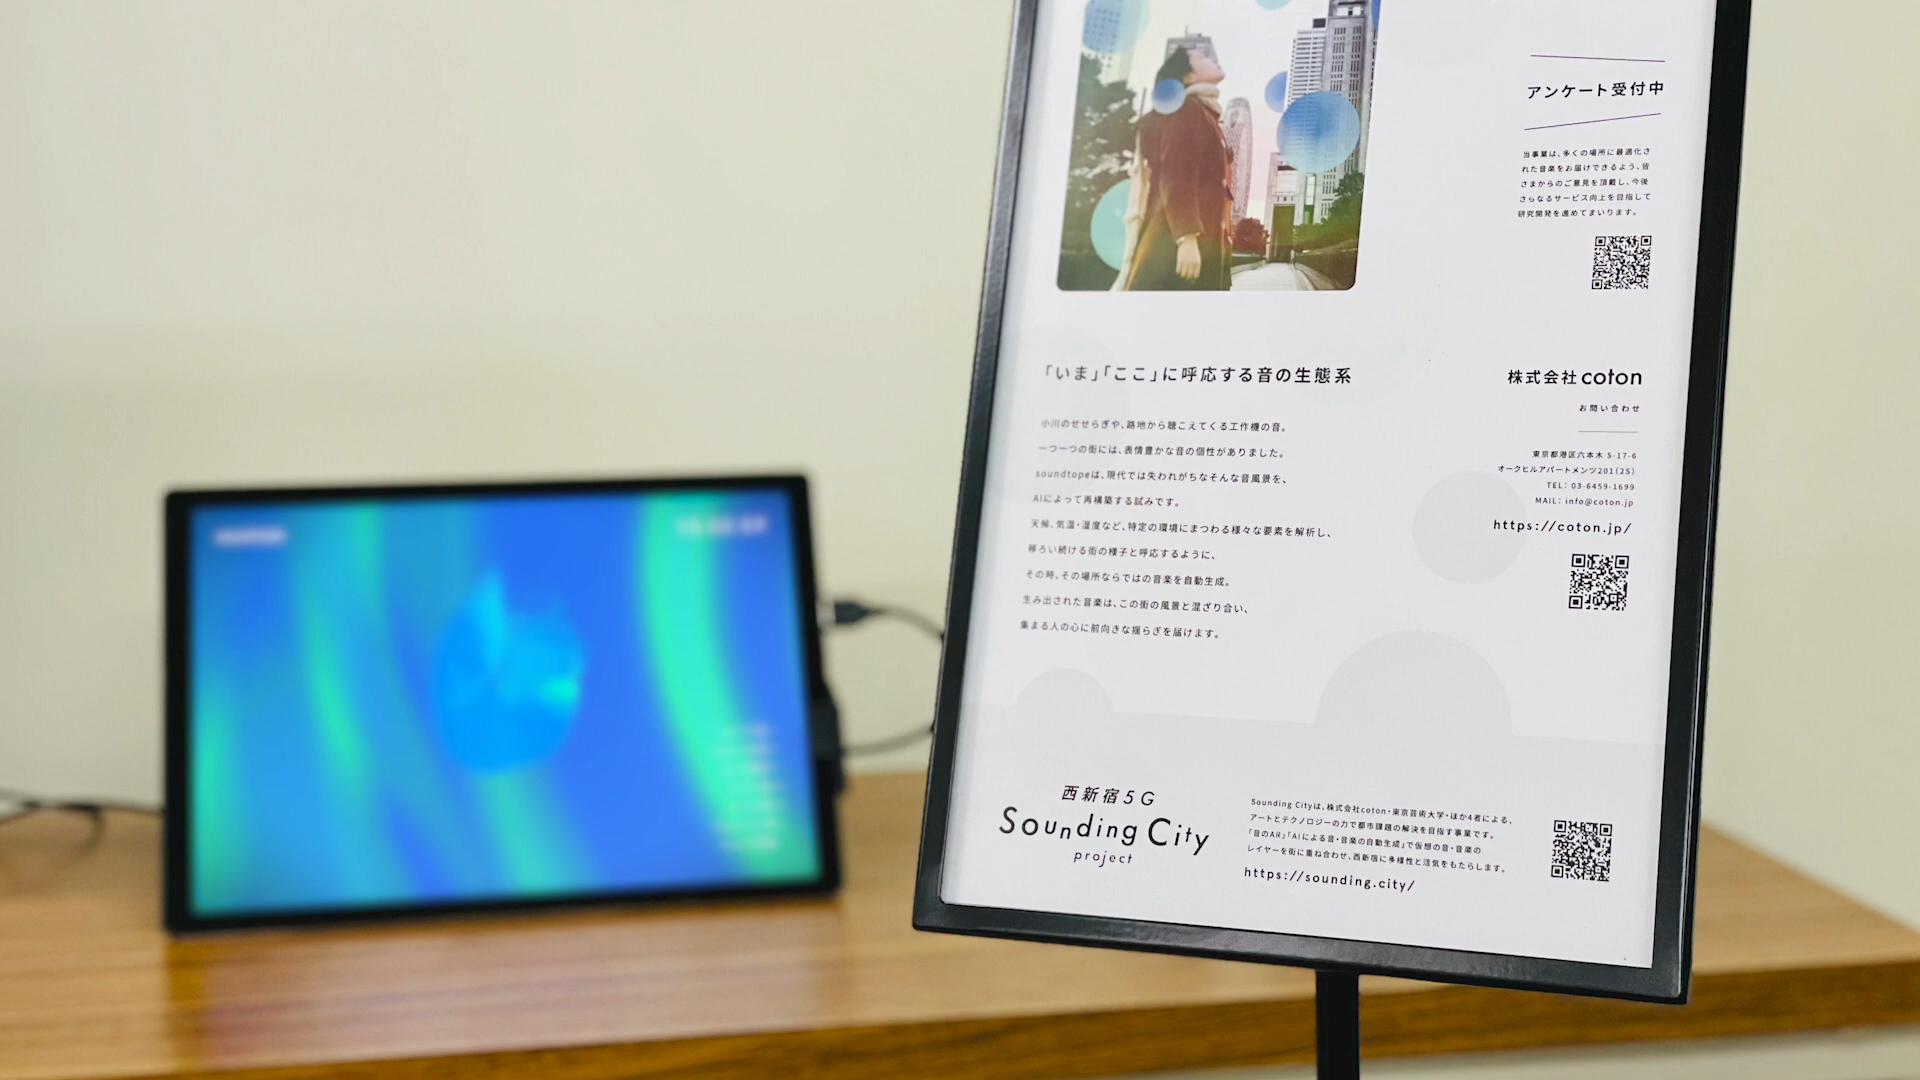 アンケート受付中
当事業は、多くの場所に最適化さ
れた音楽をお届けできるよう、皆
さまからのご意見を頂戴し、今後
さらなるサービス向上を目指して
研究開発を進めてまいります。
「いま」「ここ」に呼応する音の生態系
小川のせせらぎや、路地から聴こえてくる工作機の音。
一つ一つの街には、表情豊かな音の個性がありました。
soundtopeは、現代では失われがちなそんな音風景を、
AIによって再構築する試みです。
天候、気温・湿度など、特定の環境にまつわる様々な要素を解析し、
移ろい続ける街の様子と呼応するように、
その時、その場所ならではの音楽を自動生成。
生み出された音楽は、この街の風景と混ざり合い、
集まる人の心に前向きな揺らぎを届けます。
株式会社coton
お問い合わせ
東京都港区六本木 5-17-6
オークヒルアパートメンツ201(2S)
TEL: 03-6459-1699
MAIL: info@coton.jp
https://coton.jp/
西新宿5G
Sounding City
project
Sounding Cityは、株式会社coton・東京芸術大学・ほか4者による、
アートとテクノロジーの力で都市課題の解決を目指す事業です。
「音のAR」「AIによる音・音楽の自動生成」で仮想の音・音楽の
レイヤーを街に重ね合わせ、西新宿に多様性と活気をもたらします。
https://sounding.city/